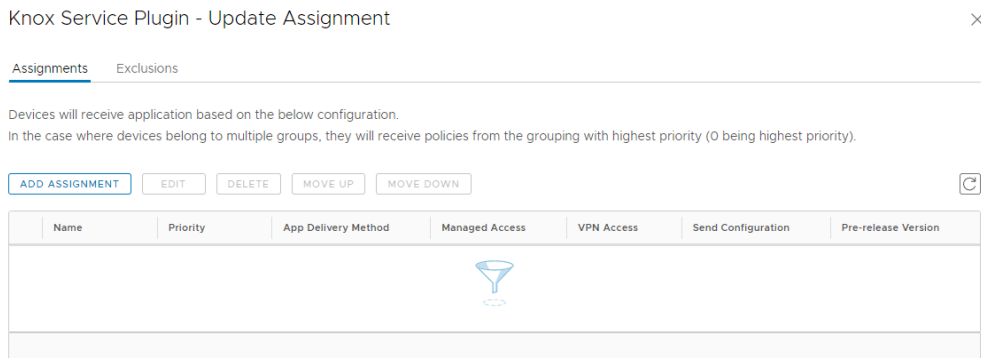 Knox Service Plugin - Update Assignment
Assignments Exclusions
Devices will receive application based on the below configuration.
In the case where devices belong to multiple groups, they will receive policies from the grouping with highest priority (0 being highest priority).
ADD ASSIGNMENT EDIT DELETE MOVE UP MOVE DOWN
Name Priority App Delivery Method Managed Access VPN Access Send Configuration Pre-release Version